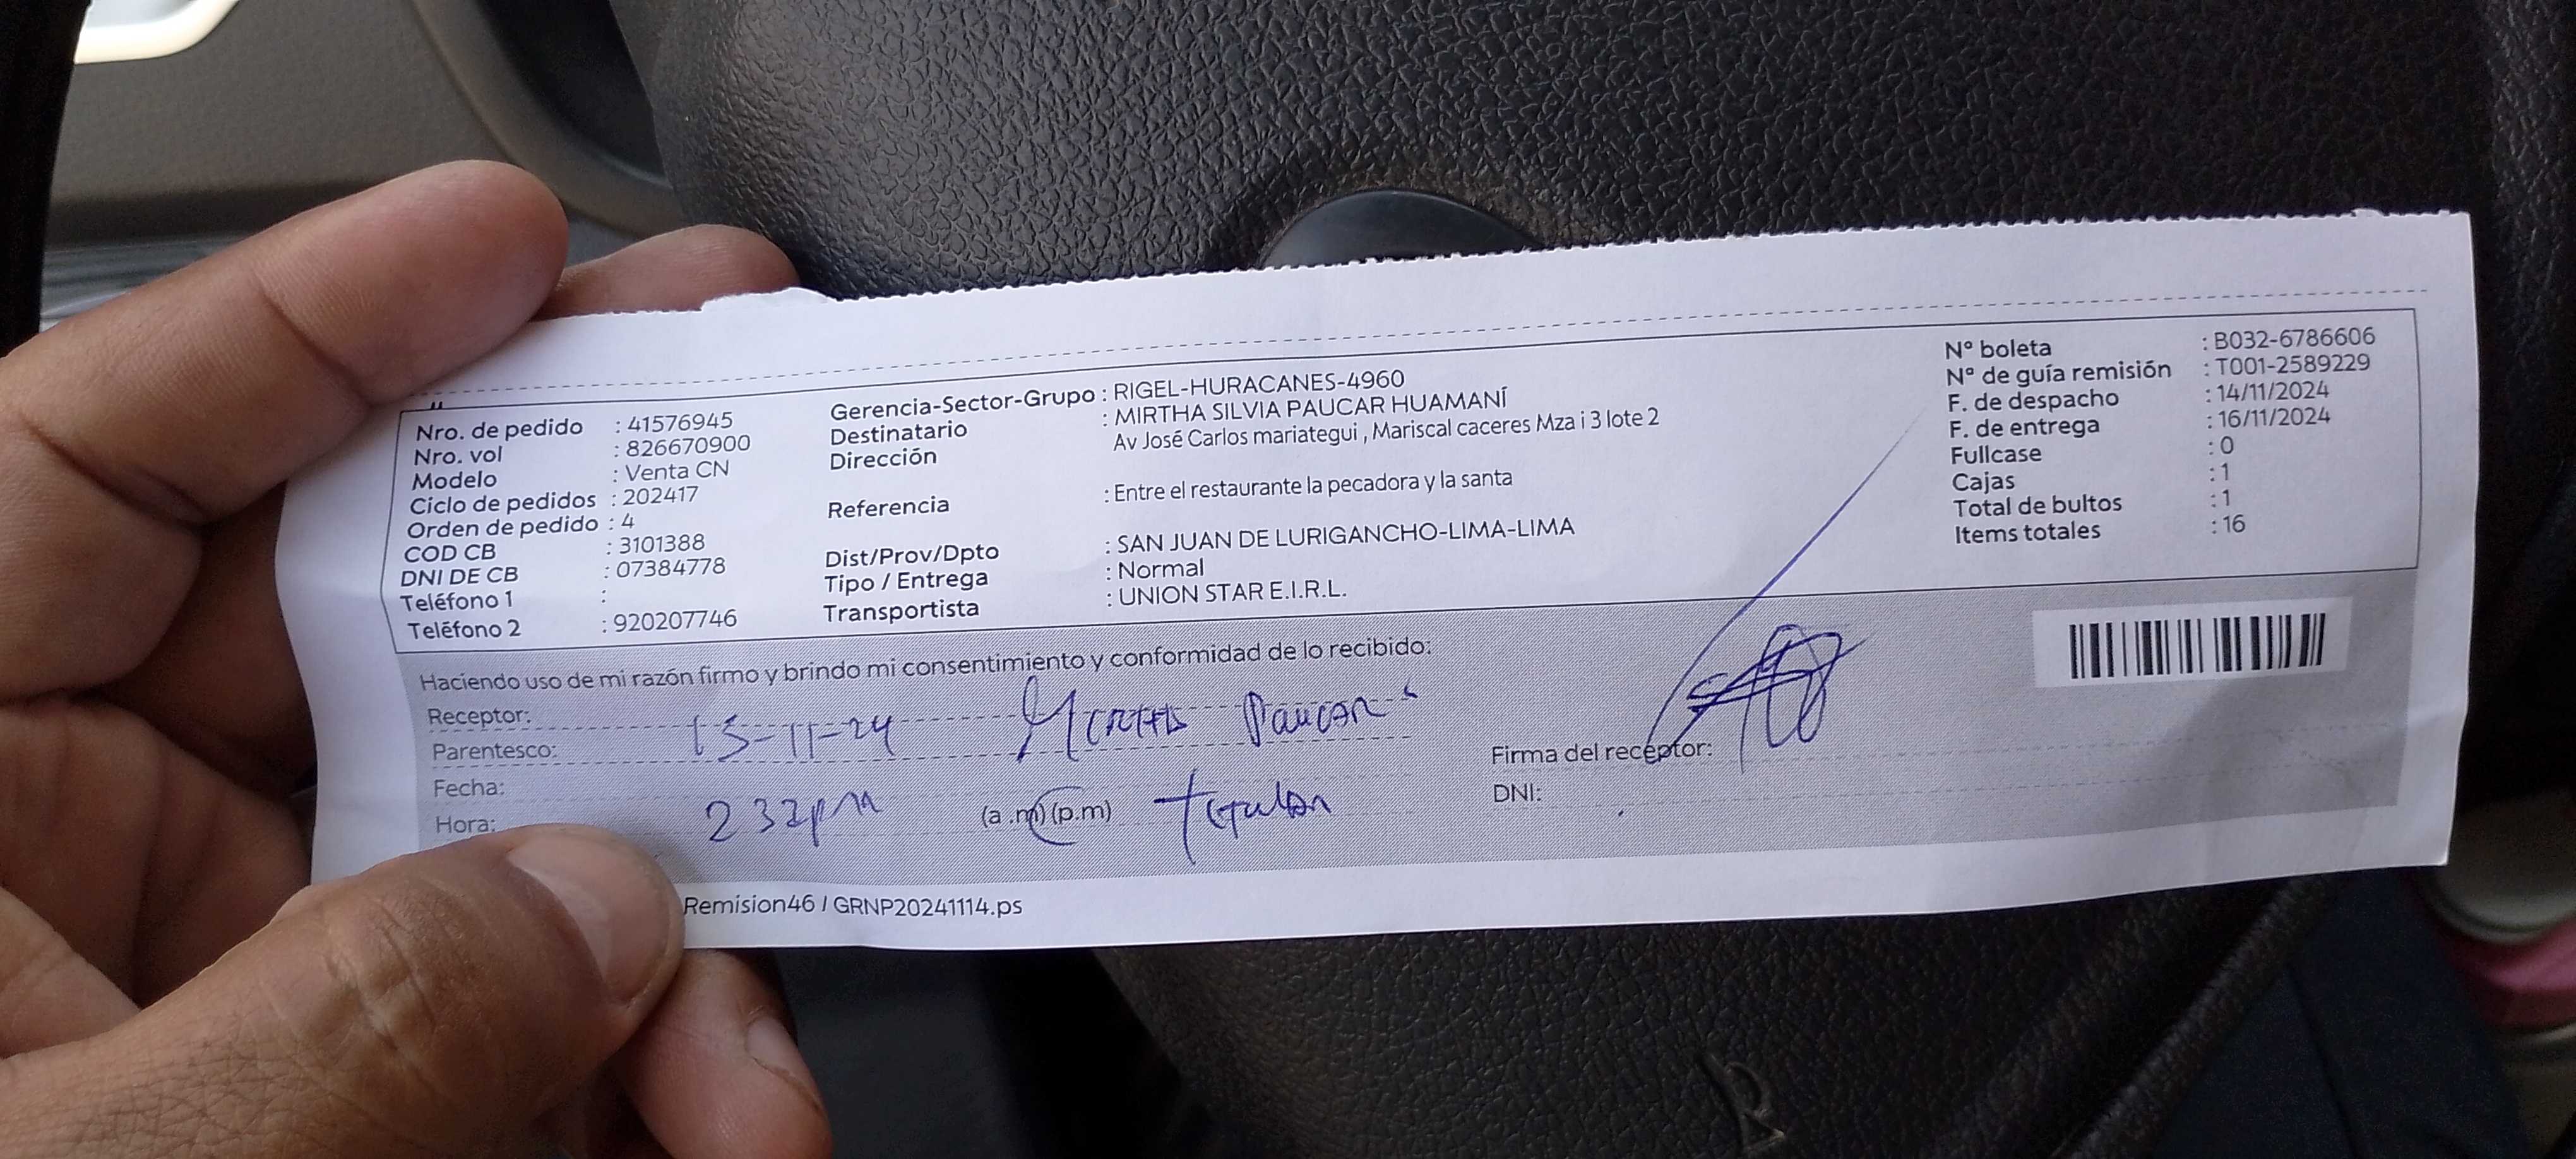 Nro. de pedido : 41576945
Nro. vol : 826670900
Modelo : Venta CN
Ciclo de pedidos : 202417
Orden de pedido : 4
COD CB : 3101388
DNI DE CB : 07384778
Teléfono 1 :
Teléfono 2 : 920207746
Gerencia-Sector-Grupo : RIGEL-HURACANES-4960
Destinatario : MIRTHA SILVIA PAUCAR HUAMANÍ
Dirección Av José Carlos mariategui , Mariscal caceres Mza i 3 lote 2
Referencia : Entre el restaurante la pecadora y la santa
Dist/Prov/Dpto : SAN JUAN DE LURIGANCHO-LIMA-LIMA
Tipo / Entrega : Normal
Transportista : UNION STAR E.I.R.L.
N° boleta : B032-6786606
N° de guía remisión : T001-2589229
F. de despacho : 14/11/2024
F. de entrega : 16/11/2024
Fullcase : 0
Cajas : 1
Total de bultos : 1
Items totales : 16
Haciendo uso de mi razón firmo y brindo mi consentimiento y conformidad de lo recibido:
Receptor:
Parentesco: 15-11-24 Paucar
Fecha:
Hora: 232pm (a.m) (p.m) Titular
Firma del receptor:
DNI:
Remision46 / GRNP20241114.ps